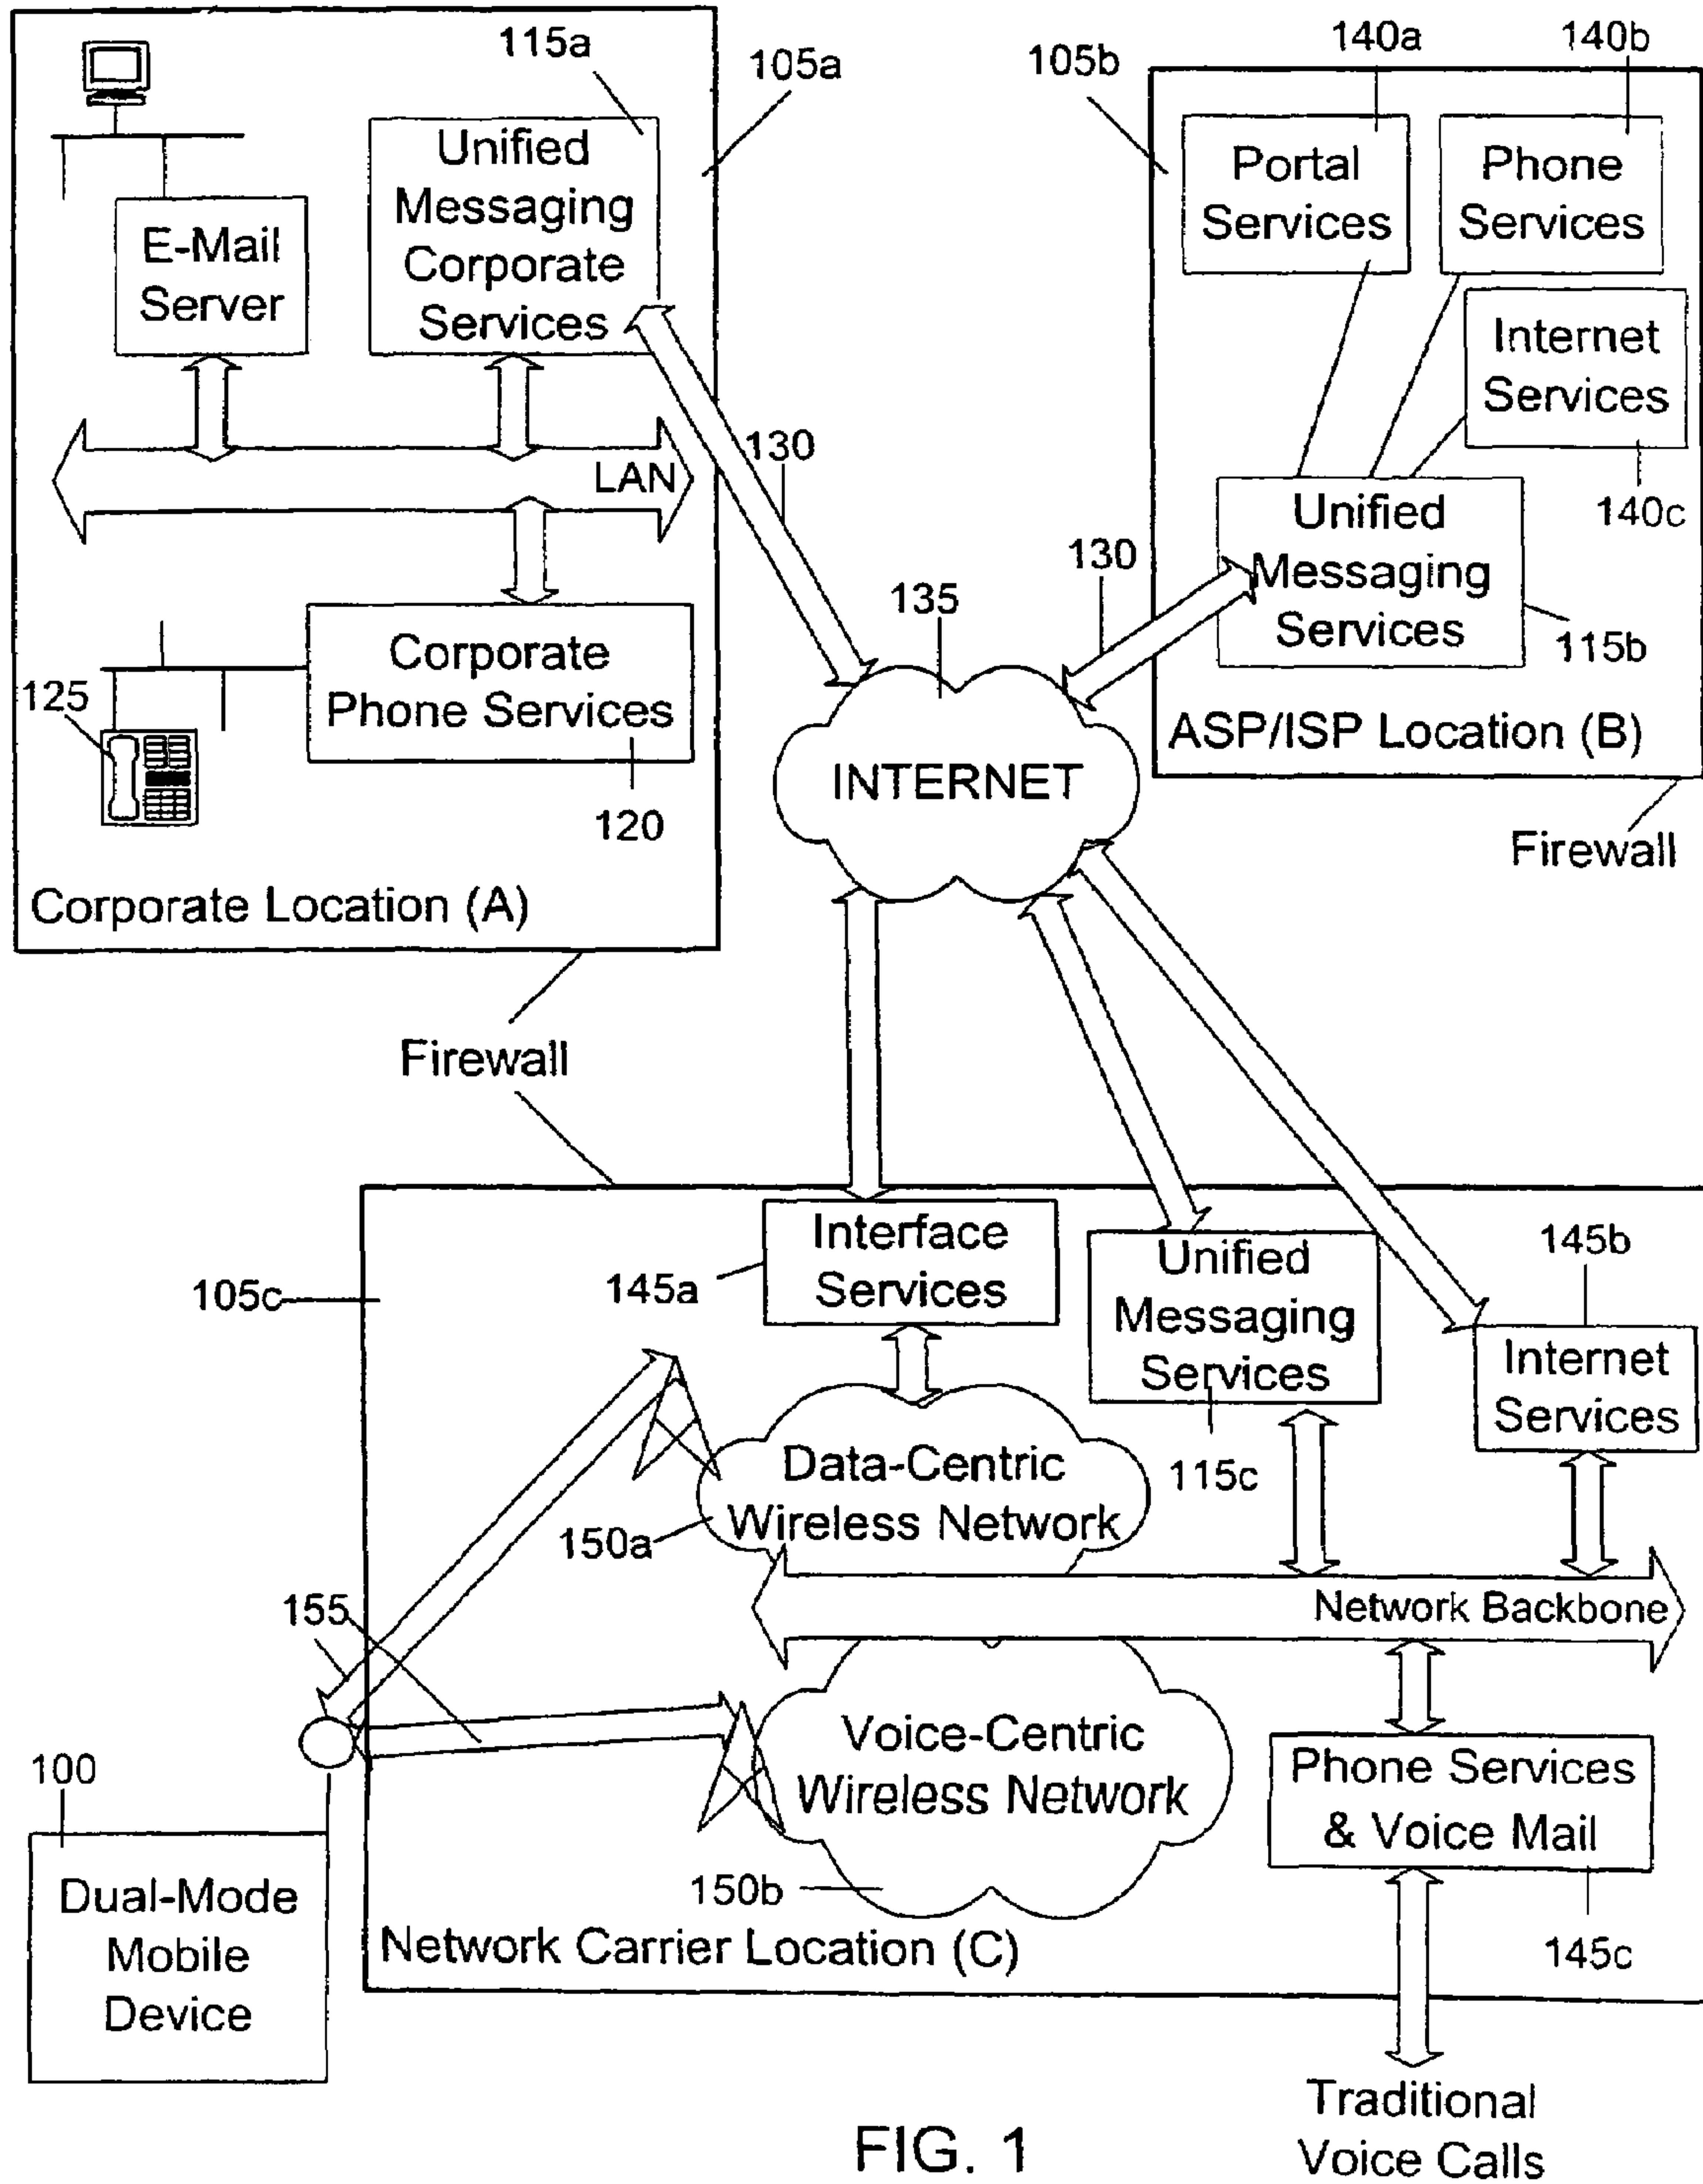 115a
105a
Unified
Messaging
Corporate
Services
E-Mail
Server
LAN
130
Corporate
Phone Services
125
120
Corporate Location (A)
Firewall
105b
140a
140b
Portal
Services
Phone
Services
Internet
Services
140c
Unified
Messaging
Services
115b
130
ASP/ISP Location (B)
Firewall
135
INTERNET
105c
145a
Interface
Services
Unified
Messaging
Services
115c
145b
Internet
Services
Data-Centric
Wireless Network
150a
Network Backbone
155
Voice-Centric
Wireless Network
150b
Phone Services
& Voice Mail
145c
Network Carrier Location (C)
100
Dual-Mode
Mobile
Device
Traditional
Voice Calls
FIG. 1